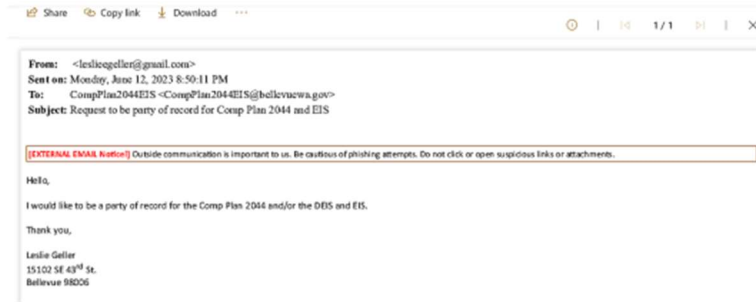 Share Copy link Download ...
1/1
From: <leslieegeller@gmail.com>
Sent on: Monday, June 12, 2023 8:50:11 PM
To: CompPlan2044EIS <CompPlan2044EIS@bellevuewa.gov>
Subject: Request to be party of record for Comp Plan 2044 and EIS
[EXTERNAL EMAIL Notice!] Outside communication is important to us. Be cautious of phishing attempts. Do not click or open suspicious links or attachments.
Hello,
I would like to be a party of record for the Comp Plan 2044 and/or the DEIS and EIS.
Thank you,
Leslie Geller
15102 SE 43rd St.
Bellevue 98006